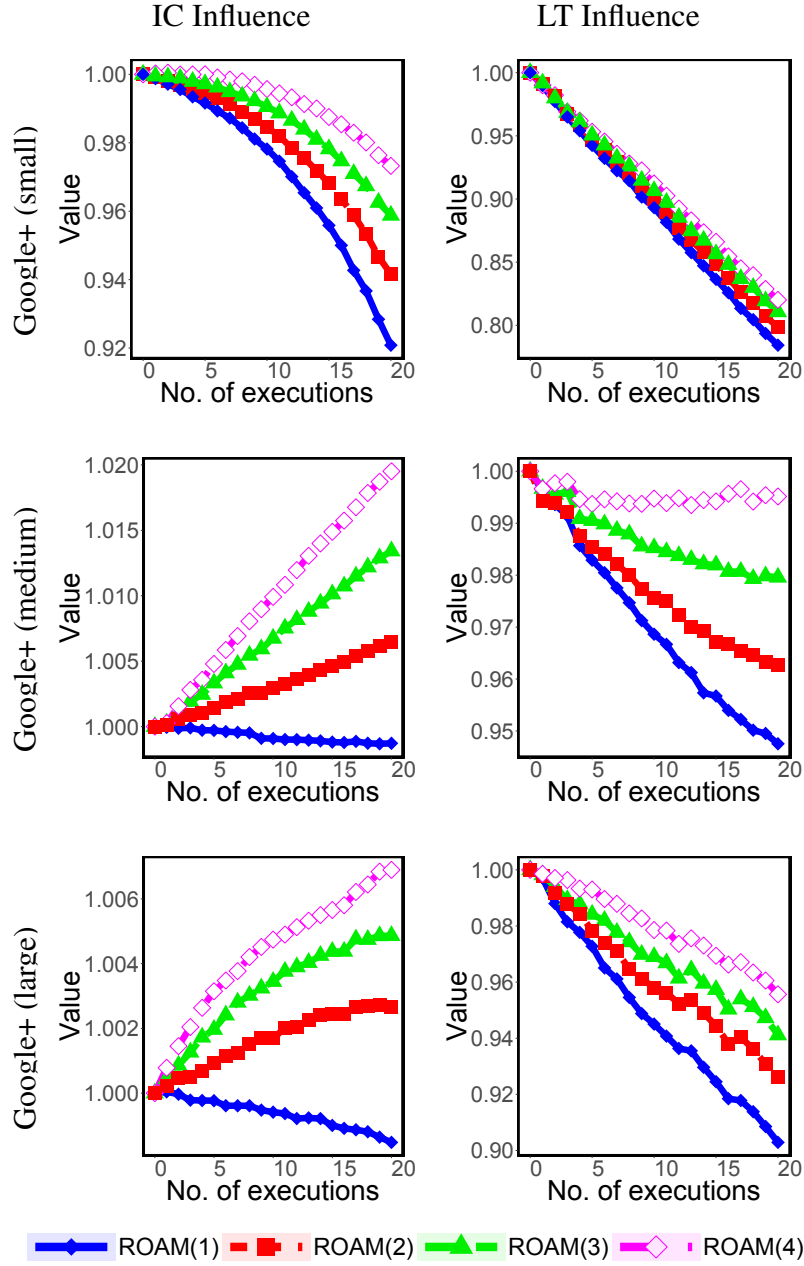 IC Influence
LT Influence
Google+ (small)
Value
1.00
0.98
0.96
0.94
0.92
0 5 10 15 20
No. of executions
Value
1.00
0.95
0.90
0.85
0.80
0 5 10 15 20
No. of executions
Google+ (medium)
Value
1.020
1.015
1.010
1.005
1.000
0 5 10 15 20
No. of executions
Value
1.00
0.99
0.98
0.97
0.96
0.95
0 5 10 15 20
No. of executions
Google+ (large)
Value
1.006
1.004
1.002
1.000
0 5 10 15 20
No. of executions
Value
1.00
0.98
0.96
0.94
0.92
0.90
0 5 10 15 20
No. of executions
ROAM(1) ROAM(2) ROAM(3) ROAM(4)